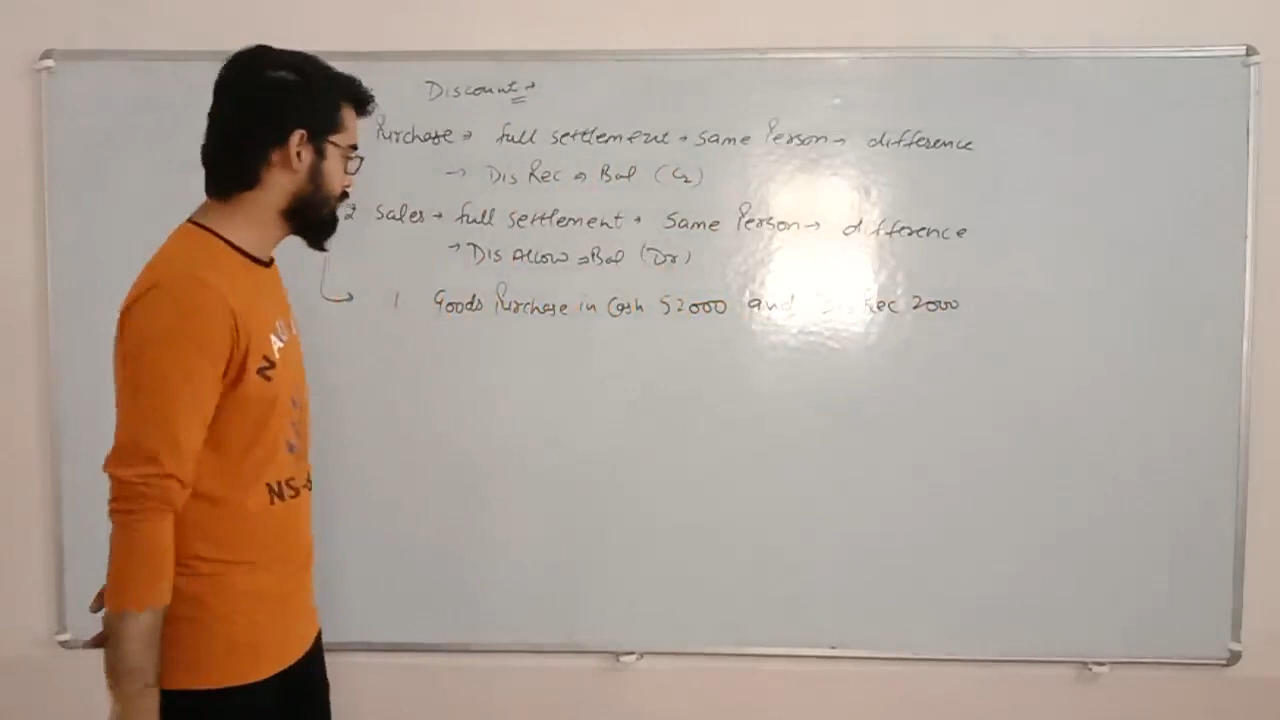 Discount →
Purchase → full settlement → same Person → difference
→ Dis Rec → Bal (Cr)
2 Sales → full settlement → same Person → difference
→ Dis Allow → Bal (Dr)
1 Goods Purchase in Cash 52000 and Rec 2000
NS-